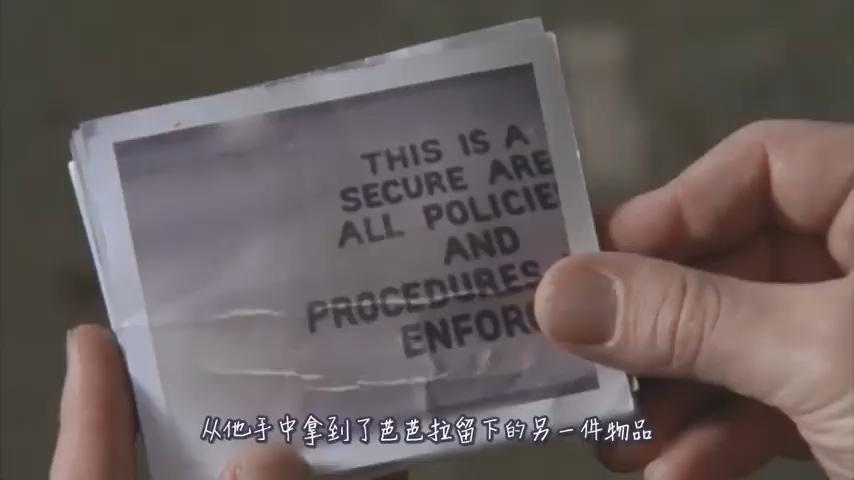 THIS IS A
SECURE ARE
ALL POLICIE
AND
PROCEDURES
ENFOR
从他手中拿到了芭芭拉留下的另一件物品